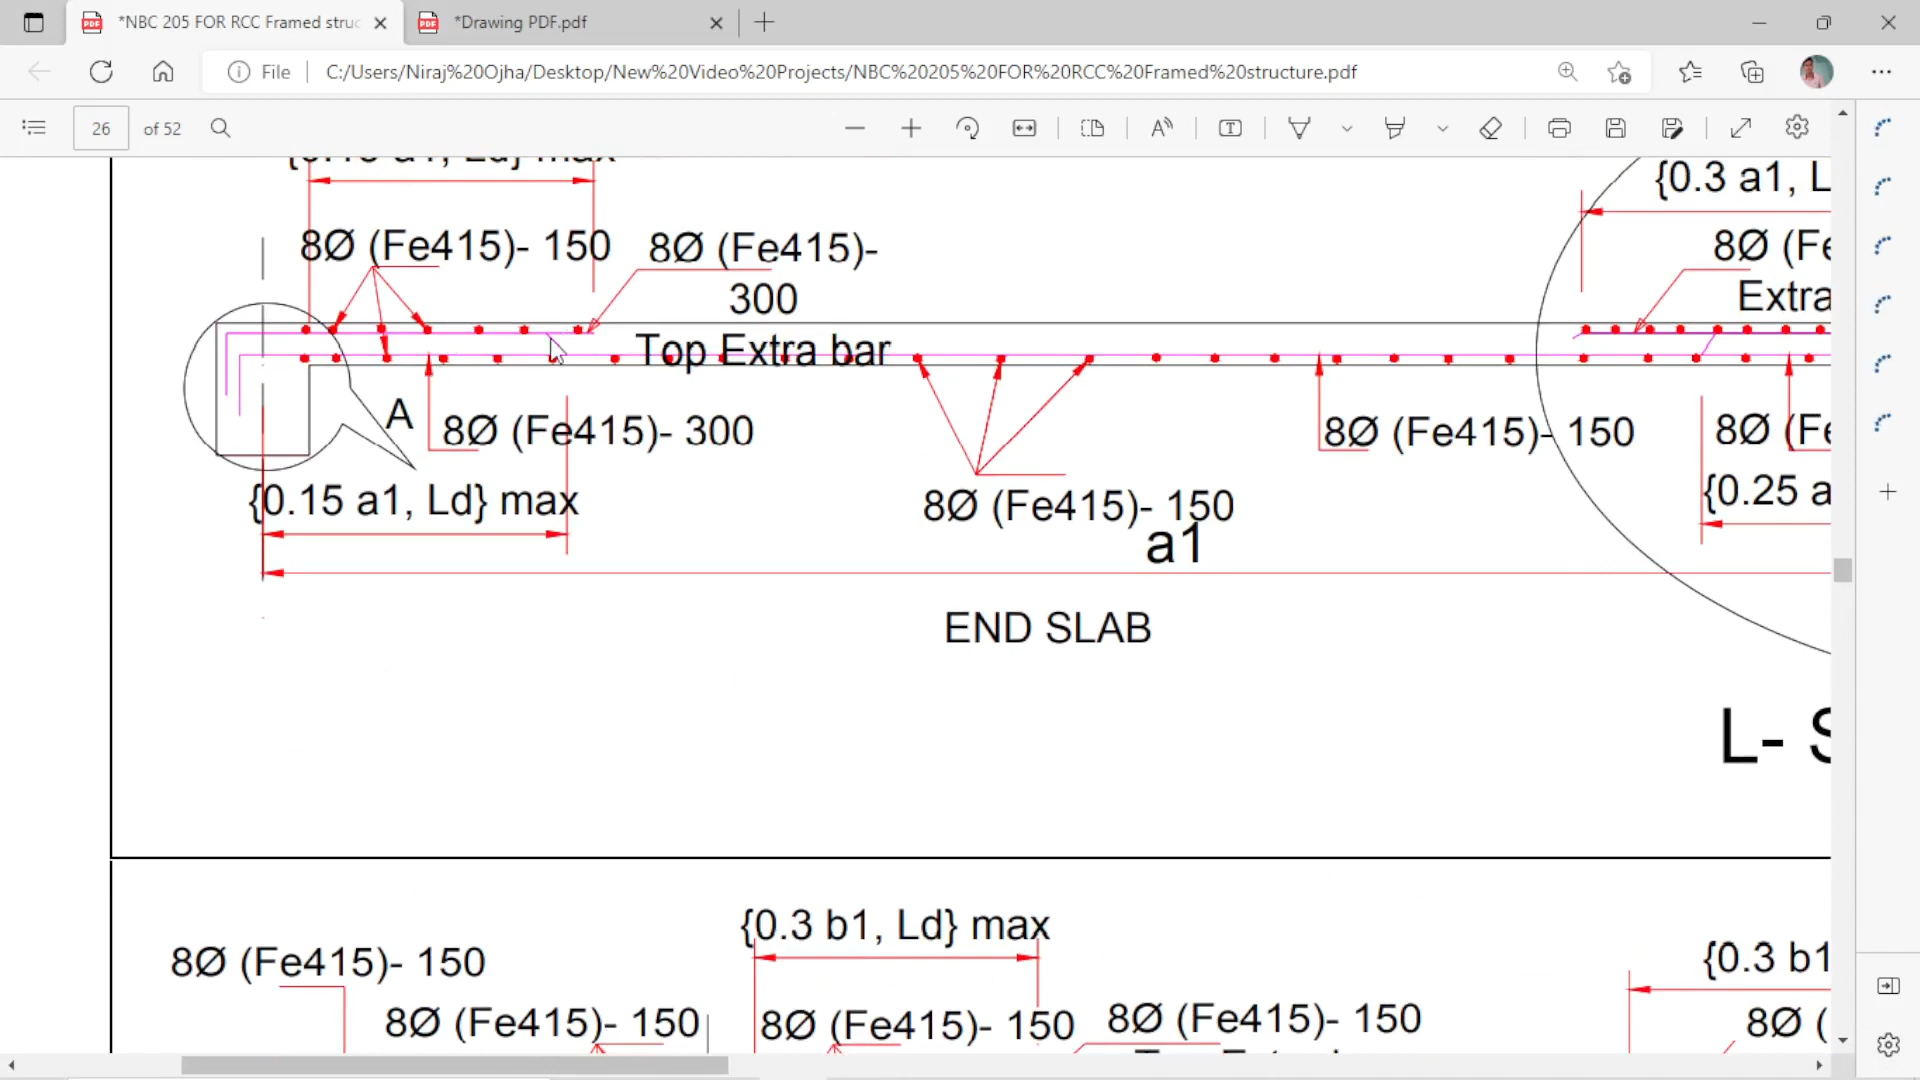 *NBC 205 FOR RCC Framed struc
*Drawing PDF.pdf
File
C:/Users/Niraj%20Ojha/Desktop/New%20Video%20Projects/NBC%20205%20FOR%20RCC%20Framed%20structure.pdf
26 of 52
{0.3 a1, L
8Ø (Fe415)- 150
8Ø (Fe415)-
300
Top Extra bar
8Ø (Fe
Extra
A
8Ø (Fe415)- 300
8Ø (Fe415)- 150
8Ø (Fe
{0.15 a1, Ld} max
8Ø (Fe415)- 150
{0.25 a
a1
END SLAB
L- S
{0.3 b1, Ld} max
8Ø (Fe415)- 150
{0.3 b1
8Ø (Fe415)- 150
8Ø (Fe415)- 150
8Ø (Fe415)- 150
8Ø (